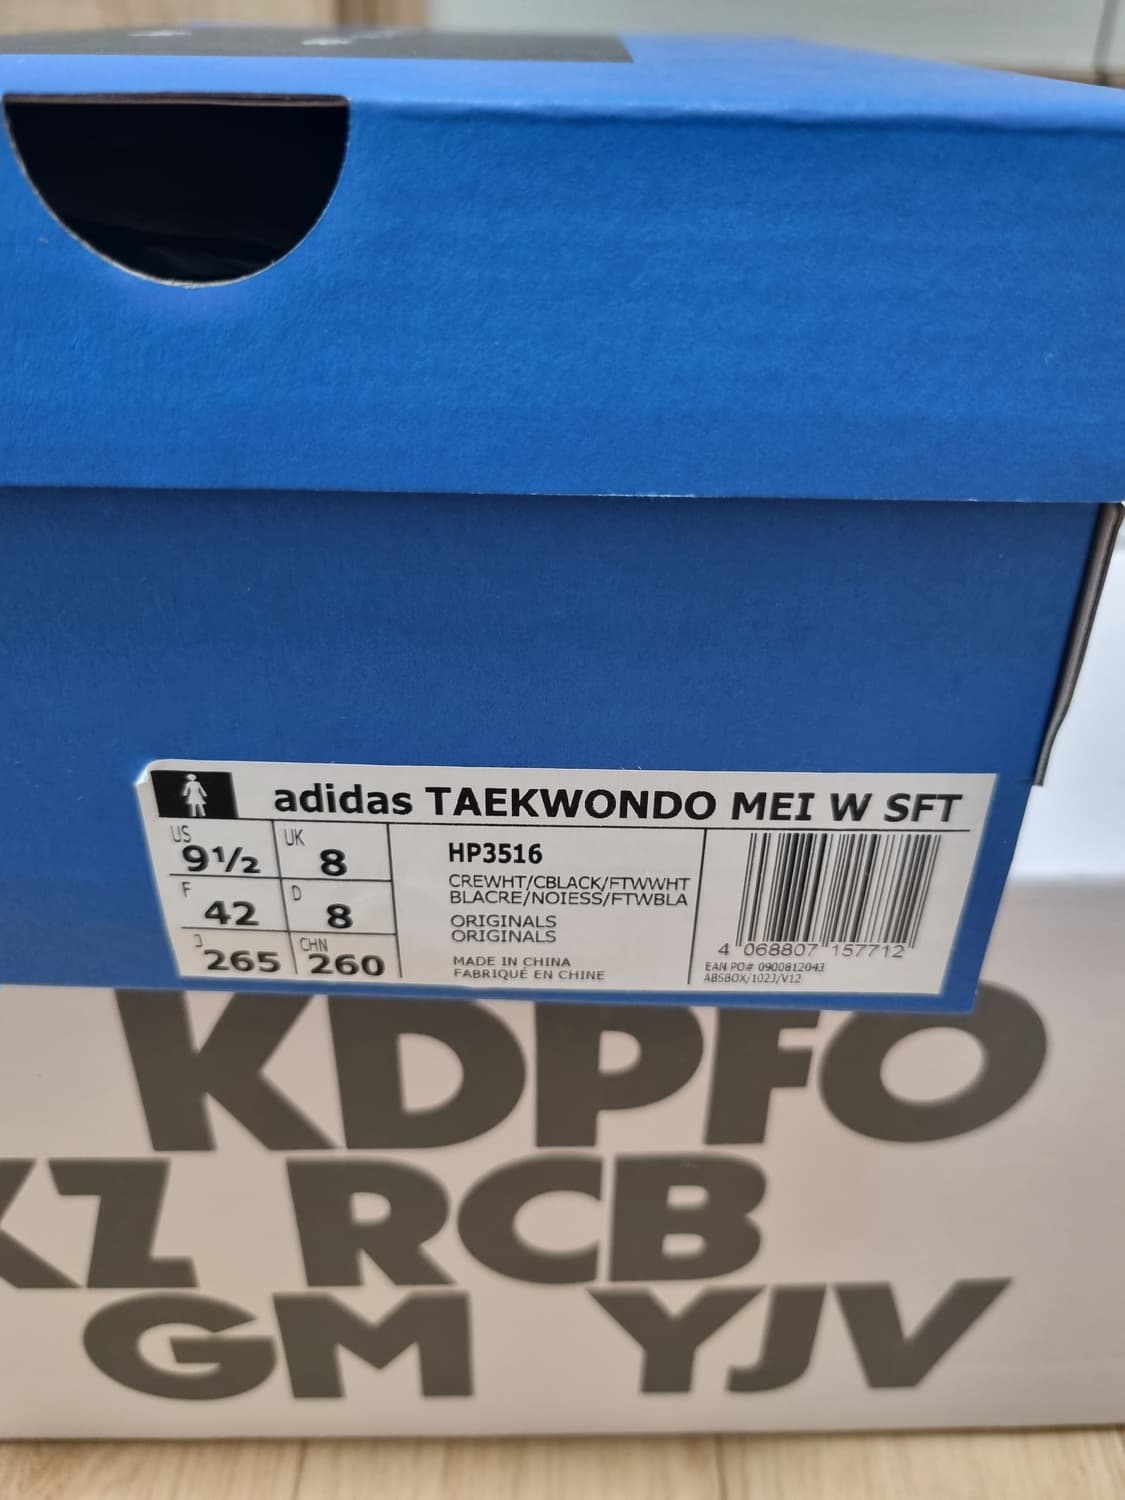 adidas TAEKWONDO MEI W SFT
US
9½
UK
8
F
42
D
8
J
265
CHN
260
HP3516
CREWHT/CBLACK/FTWWHT
BLACRE/NOIESS/FTWBLA
ORIGINALS
ORIGINALS
MADE IN CHINA
FABRIQUÉ EN CHINE
4 068807 157712
EAN PO# 0900812043
ABSBOX/1023/V12
KDPFO
XZ RCB
GM YJV